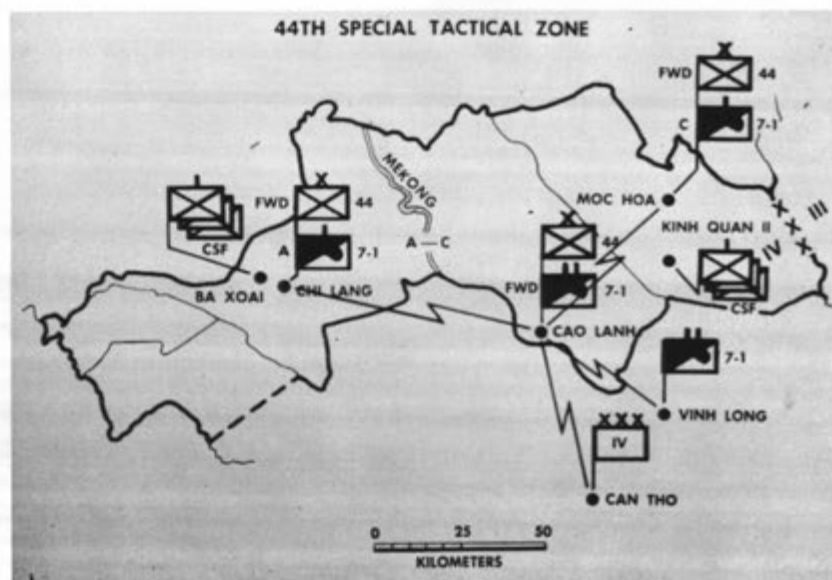 44TH SPECIAL TACTICAL ZONE
X
FWD 44
C 7-1
MEKONG
X
FWD 44
I
CSF
A 7-1
A — C
MOC HOA
X X X
III
IV
KINH QUAN II
X
44
FWD 7-1
I
CSF
BA XOAI
CHI LANG
CAO LANH
7-1
VINH LONG
XXX
IV
CAN THO
0 25 50
KILOMETERS